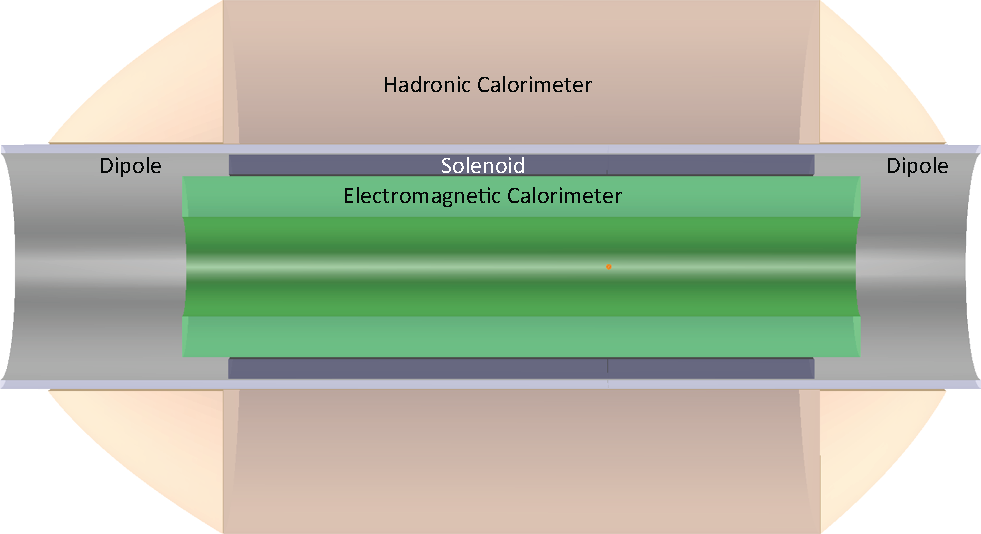 Hadronic Calorimeter
Dipole
Solenoid
Dipole
Electromagnetic Calorimeter